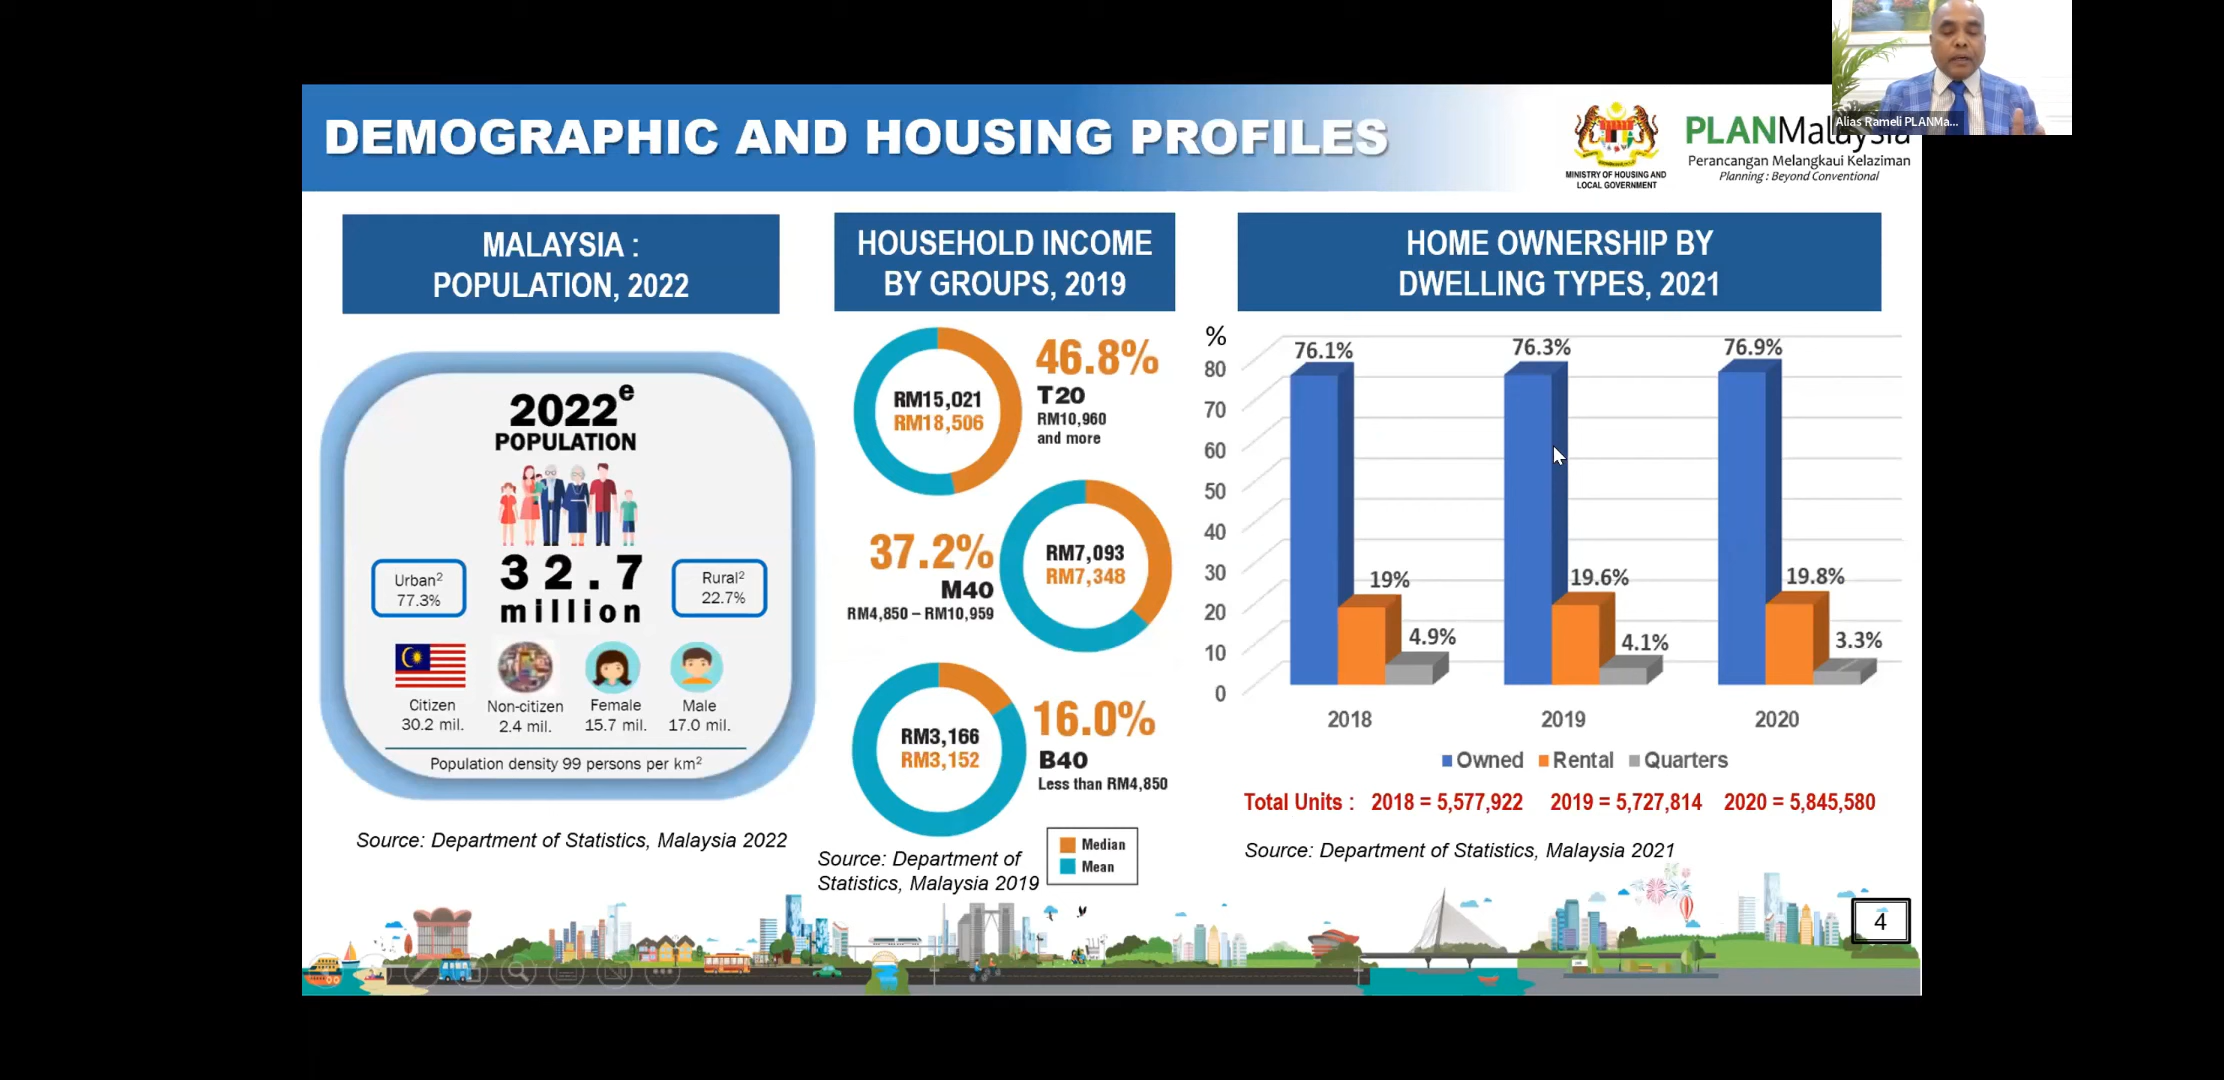 DEMOGRAPHIC AND HOUSING PROFILES
MINISTRY OF HOUSING AND
LOCAL GOVERNMENT
PLANMalaysia
Perancangan Melangkaui Kelaziman
Planning : Beyond Conventional
Alias Rameli PLANMa...
MALAYSIA :
POPULATION, 2022
2022e
POPULATION
32.7
million
Urban2
77.3%
Rural2
22.7%
Citizen
30.2 mil.
Non-citizen
2.4 mil.
Female
15.7 mil.
Male
17.0 mil.
Population density 99 persons per km2
Source: Department of Statistics, Malaysia 2022
HOUSEHOLD INCOME
BY GROUPS, 2019
RM15,021
RM18,506
46.8%
T20
RM10,960
and more
37.2%
M40
RM4,850 – RM10,959
RM7,093
RM7,348
RM3,166
RM3,152
16.0%
B40
Less than RM4,850
Median
Mean
Source: Department of
Statistics, Malaysia 2019
HOME OWNERSHIP BY
DWELLING TYPES, 2021
%
80
70
60
50
40
30
20
10
0
76.1%
19%
4.9%
76.3%
19.6%
4.1%
76.9%
19.8%
3.3%
2018
2019
2020
Owned Rental Quarters
Total Units : 2018 = 5,577,922 2019 = 5,727,814 2020 = 5,845,580
Source: Department of Statistics, Malaysia 2021
4